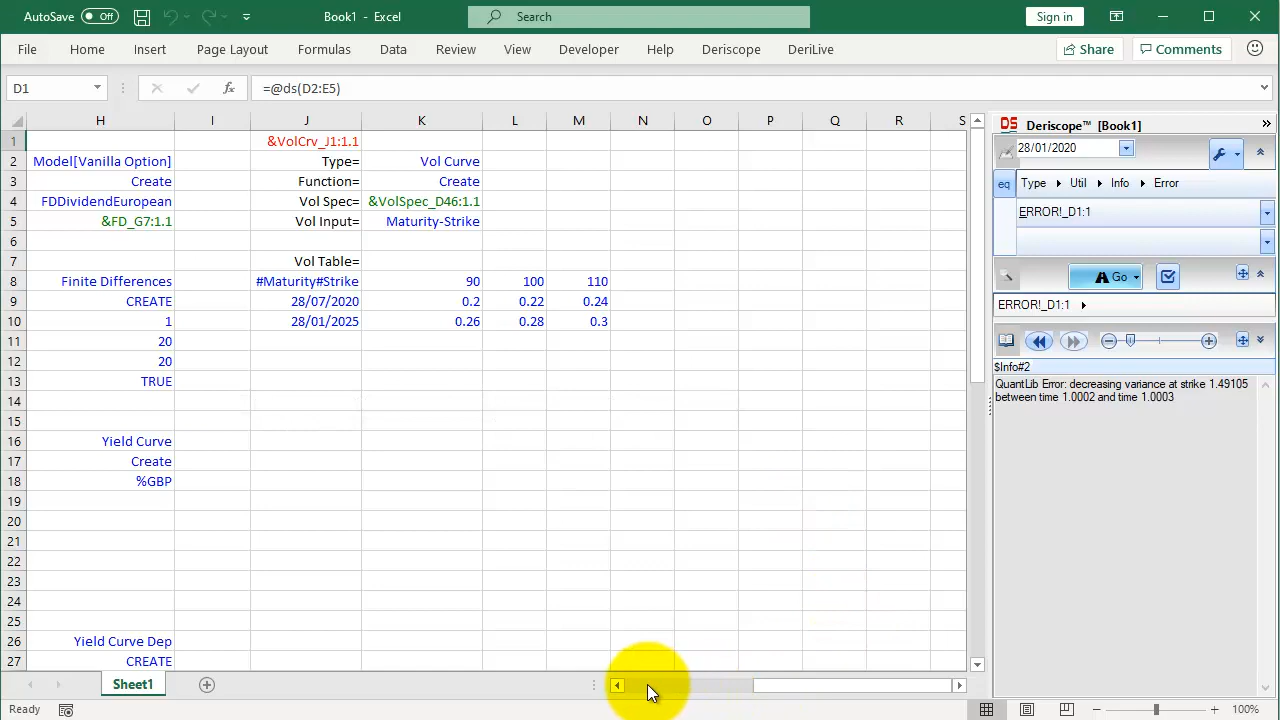 AutoSave Off Book1 - Excel Search Sign in
File Home Insert Page Layout Formulas Data Review View Developer Help Deriscope DeriLive Share Comments
D1 fx =@ds(D2:E5)
H I J K L M N O P Q R S
1 &VolCrv_J1:1.1
2 Model[Vanilla Option] Type= Vol Curve
3 Create Function= Create
4 FDDividendEuropean Vol Spec= &VolSpec_D46:1.1
5 &FD_G7:1.1 Vol Input= Maturity-Strike
6
7 Vol Table=
8 Finite Differences #Maturity#Strike 90 100 110
9 CREATE 28/07/2020 0.2 0.22 0.24
10 1 28/01/2025 0.26 0.28 0.3
11 20
12 20
13 TRUE
14
15
16 Yield Curve
17 Create
18 %GBP
19
20
21
22
23
24
25
26 Yield Curve Dep
27 CREATE
DS Deriscope™ [Book1]
28/01/2020
eq Type Util Info Error
ERROR!_D1:1
Go
ERROR!_D1:1
$Info#2
QuantLib Error: decreasing variance at strike 1.49105
between time 1.0002 and time 1.0003
Sheet1
Ready 100%